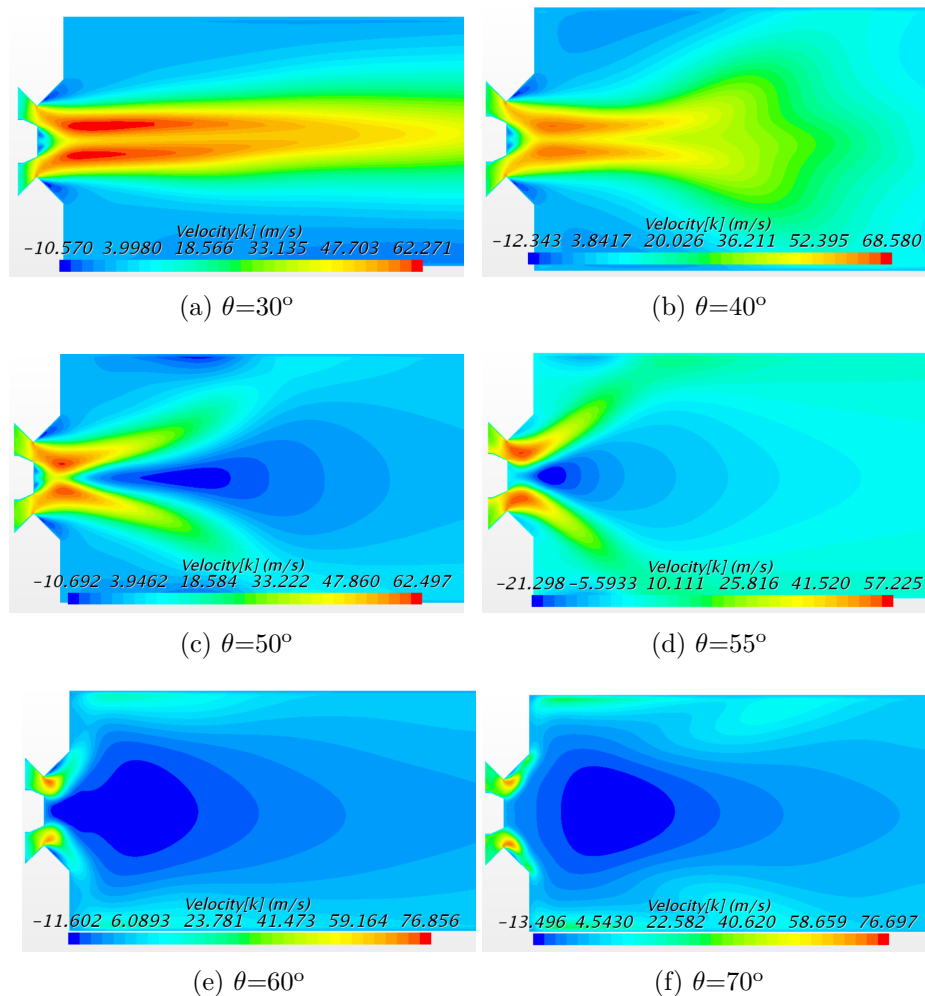 Velocity[k] (m/s)
-10.570 3.9980 18.566 33.135 47.703 62.271
(a) θ=30°
Velocity[k] (m/s)
-12.343 3.8417 20.026 36.211 52.395 68.580
(b) θ=40°
Velocity[k] (m/s)
-10.692 3.9462 18.584 33.222 47.860 62.497
(c) θ=50°
Velocity[k] (m/s)
-21.298 -5.5933 10.111 25.816 41.520 57.225
(d) θ=55°
Velocity[k] (m/s)
-11.602 6.0893 23.781 41.473 59.164 76.856
(e) θ=60°
Velocity[k] (m/s)
-13.496 4.5430 22.582 40.620 58.659 76.697
(f) θ=70°